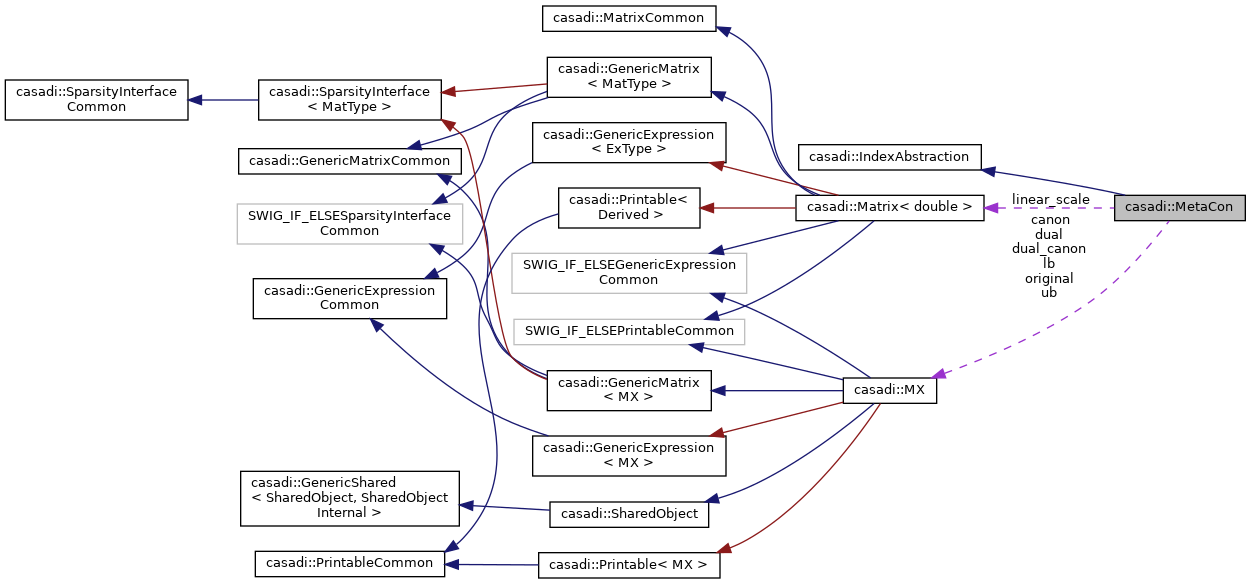 casadi::MatrixCommon
casadi::GenericMatrix
< MatType >
casadi::SparsityInterface
Common
casadi::SparsityInterface
< MatType >
casadi::GenericExpression
< ExType >
casadi::GenericMatrixCommon
casadi::IndexAbstraction
casadi::Printable<
Derived >
casadi::Matrix< double >
linear_scale
casadi::MetaCon
SWIG_IF_ELSESparsityInterface
Common
canon
dual
dual_canon
lb
original
ub
SWIG_IF_ELSEGenericExpression
Common
casadi::GenericExpression
Common
SWIG_IF_ELSEPrintableCommon
casadi::GenericMatrix
< MX >
casadi::MX
casadi::GenericExpression
< MX >
casadi::GenericShared
< SharedObject, SharedObject
Internal >
casadi::SharedObject
casadi::PrintableCommon
casadi::Printable< MX >